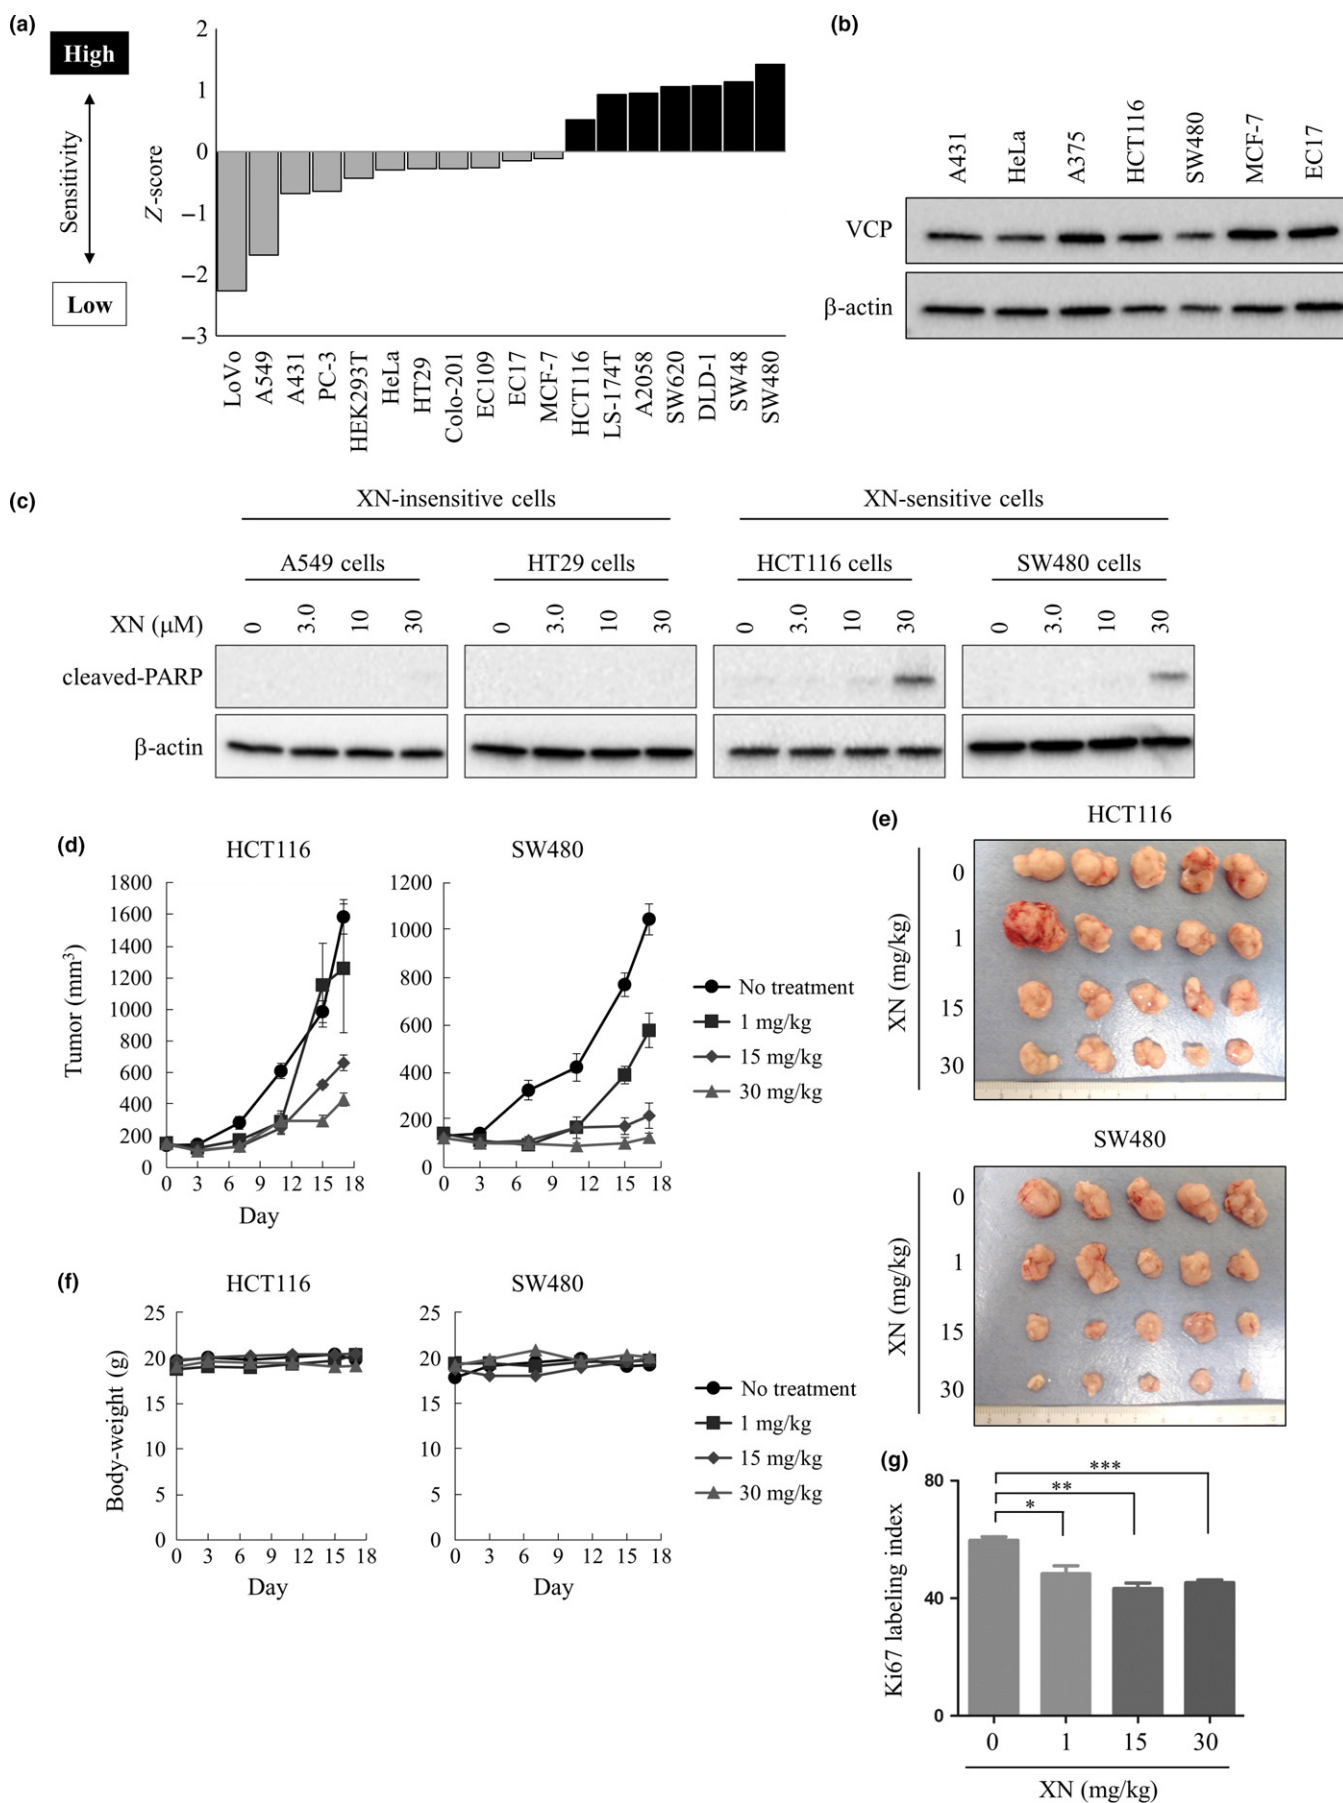 (a)
High
Sensitivity
Low
Z-score
2
1
0
−1
−2
−3
LoVo
A549
A431
PC-3
HEK293T
HeLa
HT29
Colo-201
EC109
EC17
MCF-7
HCT116
LS-174T
A2058
SW620
DLD-1
SW48
SW480
(b)
A431
HeLa
A375
HCT116
SW480
MCF-7
EC17
VCP
β-actin
(c)
XN-insensitive cells
XN-sensitive cells
A549 cells
HT29 cells
HCT116 cells
SW480 cells
XN (μM)
0 3.0 10 30
0 3.0 10 30
0 3.0 10 30
0 3.0 10 30
cleaved-PARP
β-actin
(d)
HCT116
Tumor (mm³)
1800
1600
1400
1200
1000
800
600
400
200
0
0 3 6 9 12 15 18
Day
SW480
1200
1000
800
600
400
200
0
0 3 6 9 12 15 18
Day
No treatment
1 mg/kg
15 mg/kg
30 mg/kg
(e)
HCT116
XN (mg/kg)
0
1
15
30
SW480
XN (mg/kg)
0
1
15
30
(f)
HCT116
Body-weight (g)
25
20
15
10
5
0
0 3 6 9 12 15 18
Day
SW480
25
20
15
10
5
0
0 3 6 9 12 15 18
Day
No treatment
1 mg/kg
15 mg/kg
30 mg/kg
(g)
Ki67 labeling index
80
40
0
*
**
***
0 1 15 30
XN (mg/kg)